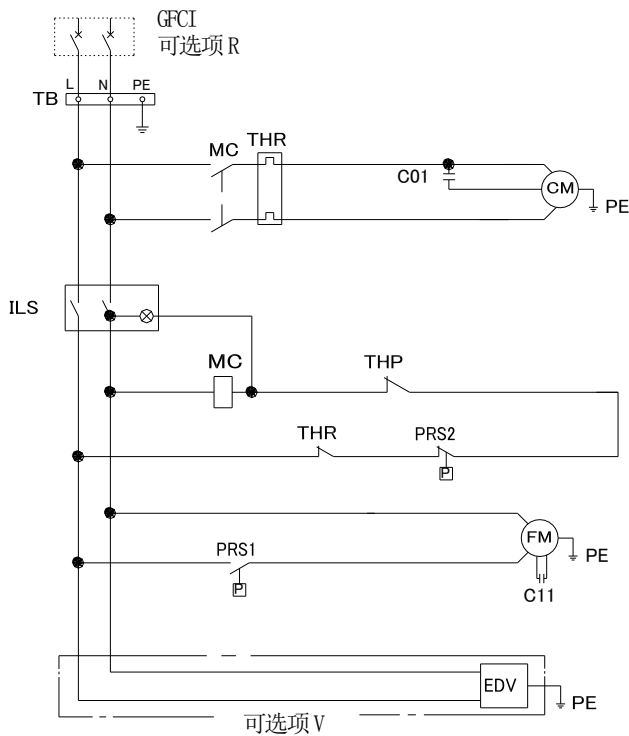 GFCI
可选项R
L N PE
TB
MC THR
C01
CM
PE
ILS
MC THP
THR PRS2
P
FM
PRS1 PE
P
C11
EDV
PE
可选项V